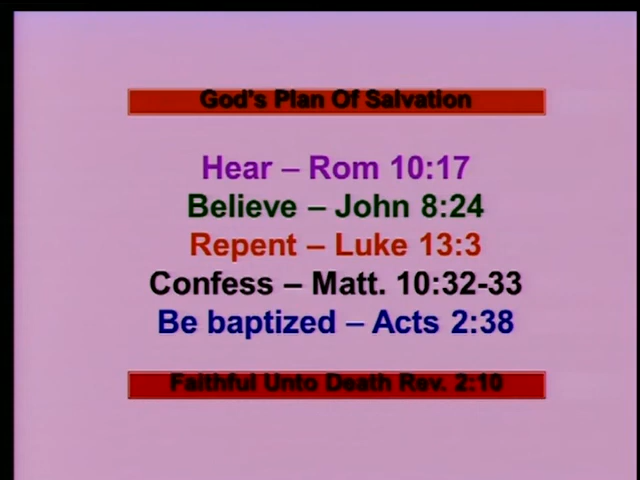 God's Plan Of Salvation
Hear – Rom 10:17
Believe – John 8:24
Repent – Luke 13:3
Confess – Matt. 10:32-33
Be baptized – Acts 2:38
Faithful Unto Death Rev. 2:10